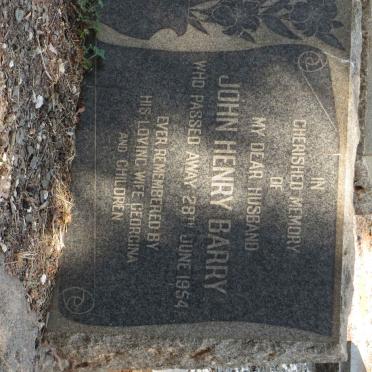 IN
CHERISHED MEMORY
OF
MY DEAR HUSBAND
JOHN HENRY BARRY
WHO PASSED AWAY 28TH JUNE 1954
EVER REMEMBERED BY
HIS LOVING WIFE GEORGINA
AND CHILDREN